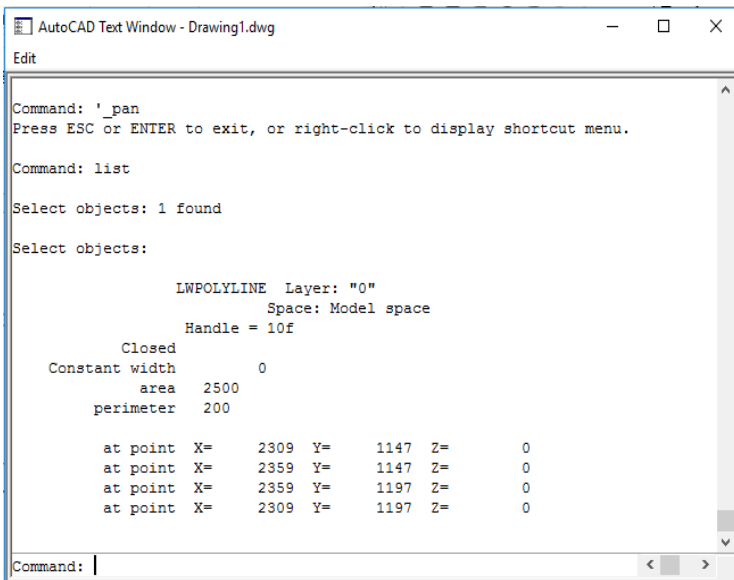 AutoCAD Text Window - Drawing1.dwg
Edit
Command: '_pan
Press ESC or ENTER to exit, or right-click to display shortcut menu.
Command: list
Select objects: 1 found
Select objects:
LWPOLYLINE Layer: "0"
Space: Model space
Handle = 10f
Closed
Constant width 0
area 2500
perimeter 200
at point X= 2309 Y= 1147 Z= 0
at point X= 2359 Y= 1147 Z= 0
at point X= 2359 Y= 1197 Z= 0
at point X= 2309 Y= 1197 Z= 0
Command: